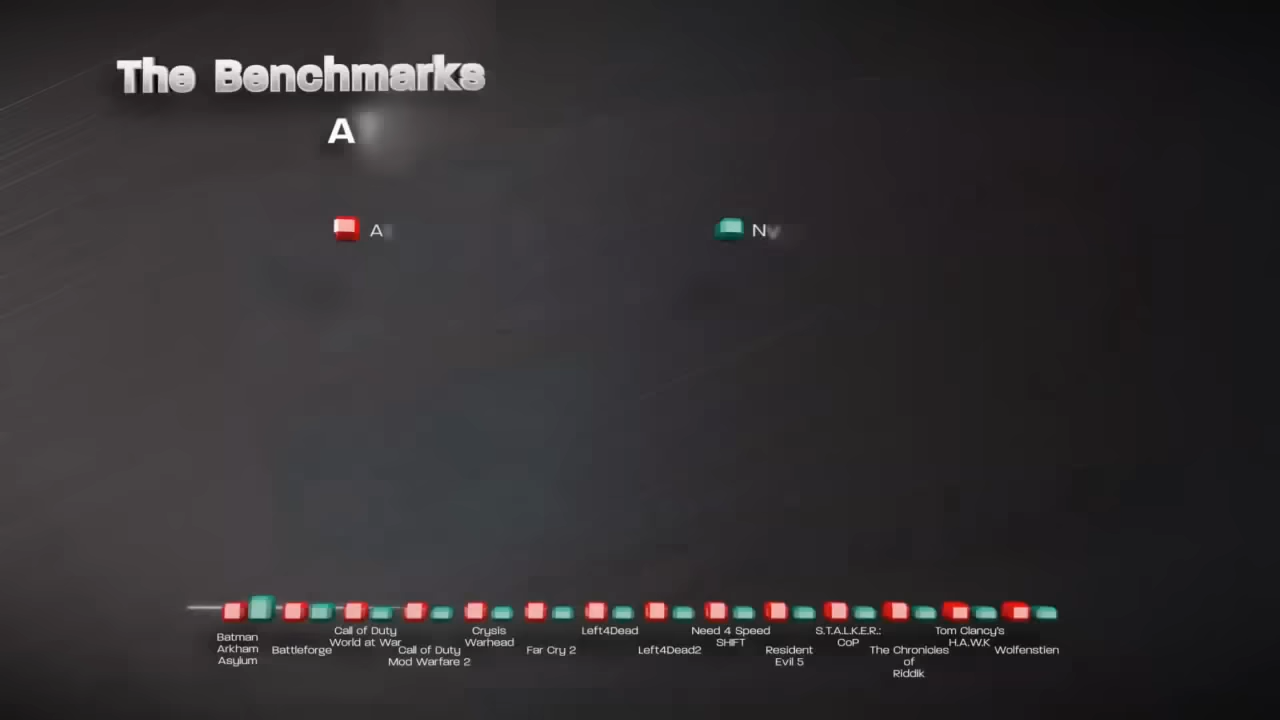 The Benchmarks
A
A
Nv
Batman
Arkham
Asylum
Battleforge
Call of Duty
World at War
Call of Duty
Mod Warfare 2
Crysis
Warhead
Far Cry 2
Left4Dead
Left4Dead2
Need 4 Speed
SHIFT
Resident
Evil 5
S.T.A.L.K.E.R.:
CoP
The Chronicles
of
Riddik
Tom Clancy's
H.A.W.K
Wolfenstien